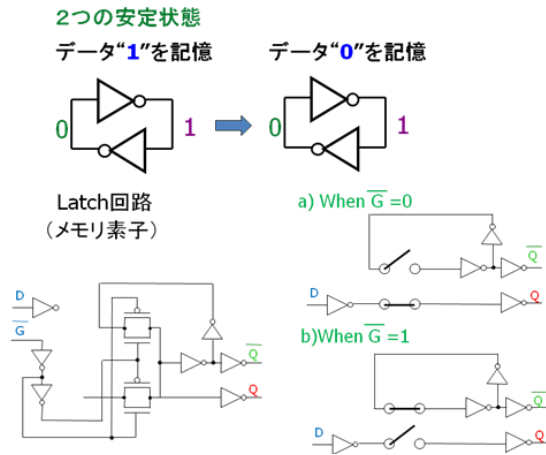 2つの安定状態
データ“1”を記憶
データ“0”を記憶
0
1
0
1
Latch回路
(メモリ素子)
a) When G̅ =0
Q̅
D
Q
b)When G̅ =1
Q̅
D
Q
D
G̅
Q̅
Q